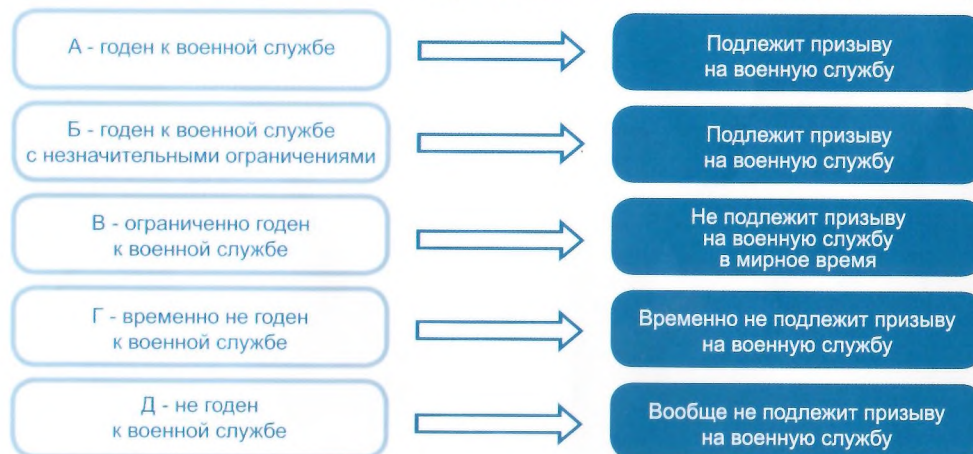 А - годен к военной службе
Подлежит призыву
на военную службу
Б - годен к военной службе
с незначительными ограничениями
Подлежит призыву
на военную службу
В - ограниченно годен
к военной службе
Не подлежит призыву
на военную службу
в мирное время
Г - временно не годен
к военной службе
Временно не подлежит призыву
на военную службу
Д - не годен
к военной службе
Вообще не подлежит призыву
на военную службу